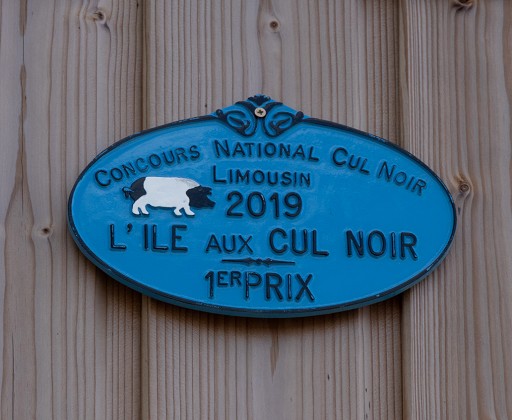 Concours National Cul Noir
Limousin
2019
L'ILE AUX CUL NOIR
1ER PRIX